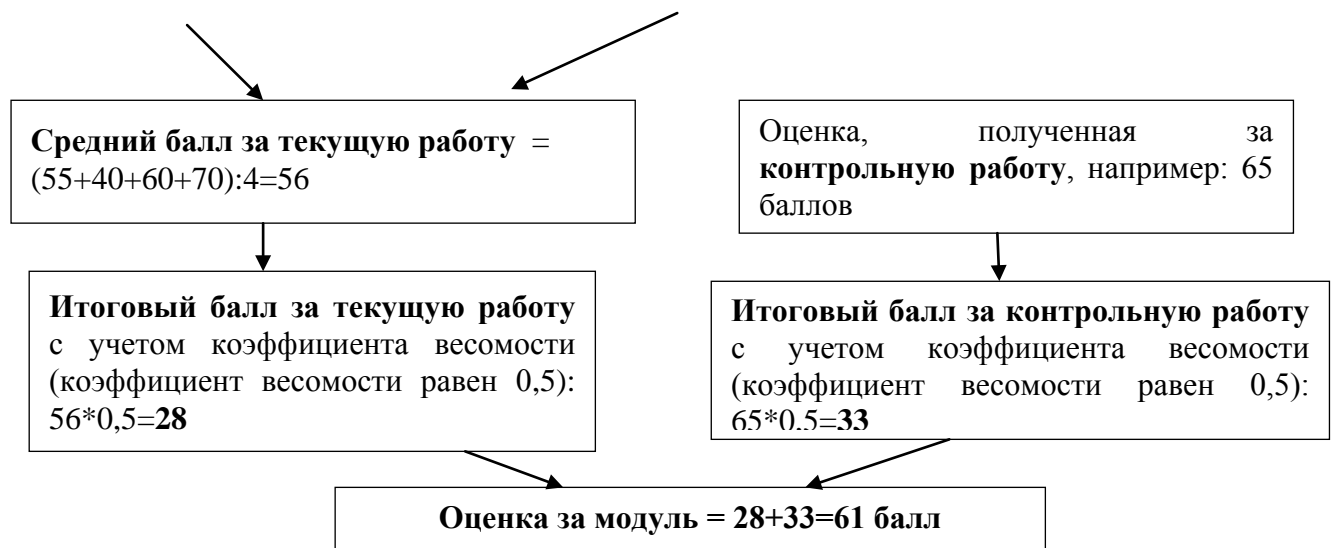 Средний балл за текущую работу =
(55+40+60+70):4=56
Оценка, полученная за
контрольную работу, например: 65
баллов
Итоговый балл за текущую работу
с учетом коэффициента весомости
(коэффициент весомости равен 0,5):
56*0,5=28
Итоговый балл за контрольную работу
с учетом коэффициента весомости
(коэффициент весомости равен 0,5):
65*0,5=33
Оценка за модуль = 28+33=61 балл